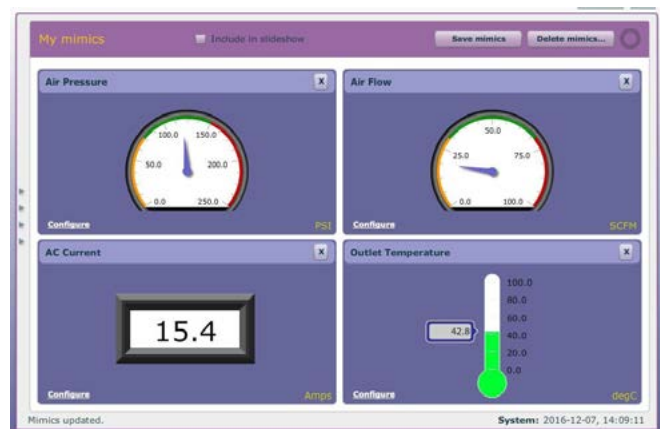 My mimics
Include in slideshow
Save mimics
Delete mimics...
Air Pressure
X
100.0 150.0
50.0 200.0
0.0 250.0
Configure
PSI
Air Flow
X
50.0
25.0 75.0
0.0 100.0
Configure
SCFM
AC Current
X
15.4
Configure
Amps
Outlet Temperature
X
100.0
80.0
60.0
42.8
40.0
20.0
0.0
Configure
degC
Mimics updated.
System: 2016-12-07, 14:09:11